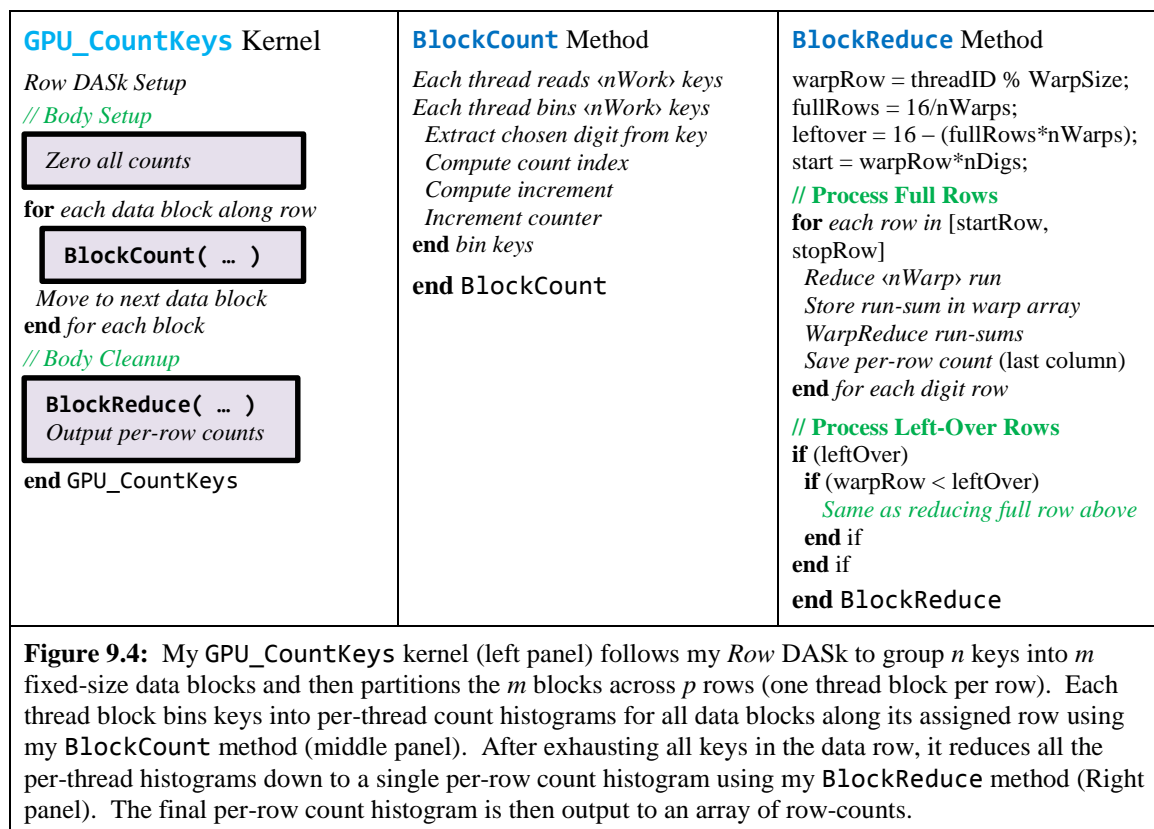 GPU_CountKeys Kernel
Row DASk Setup
// Body Setup
Zero all counts
for each data block along row
BlockCount( … )
Move to next data block
end for each block
// Body Cleanup
BlockReduce( … )
Output per-row counts
end GPU_CountKeys
BlockCount Method
Each thread reads ‹nWork› keys
Each thread bins ‹nWork› keys
Extract chosen digit from key
Compute count index
Compute increment
Increment counter
end bin keys
end BlockCount
BlockReduce Method
warpRow = threadID % WarpSize;
fullRows = 16/nWarps;
leftover = 16 – (fullRows*nWarps);
start = warpRow*nDigs;
// Process Full Rows
for each row in [startRow,
stopRow]
Reduce ‹nWarp› run
Store run-sum in warp array
WarpReduce run-sums
Save per-row count (last column)
end for each digit row
// Process Left-Over Rows
if (leftOver)
if (warpRow < leftOver)
Same as reducing full row above
end if
end if
end BlockReduce
Figure 9.4: My GPU_CountKeys kernel (left panel) follows my Row DASk to group n keys into m
fixed-size data blocks and then partitions the m blocks across p rows (one thread block per row). Each
thread block bins keys into per-thread count histograms for all data blocks along its assigned row using
my BlockCount method (middle panel). After exhausting all keys in the data row, it reduces all the
per-thread histograms down to a single per-row count histogram using my BlockReduce method (Right
panel). The final per-row count histogram is then output to an array of row-counts.